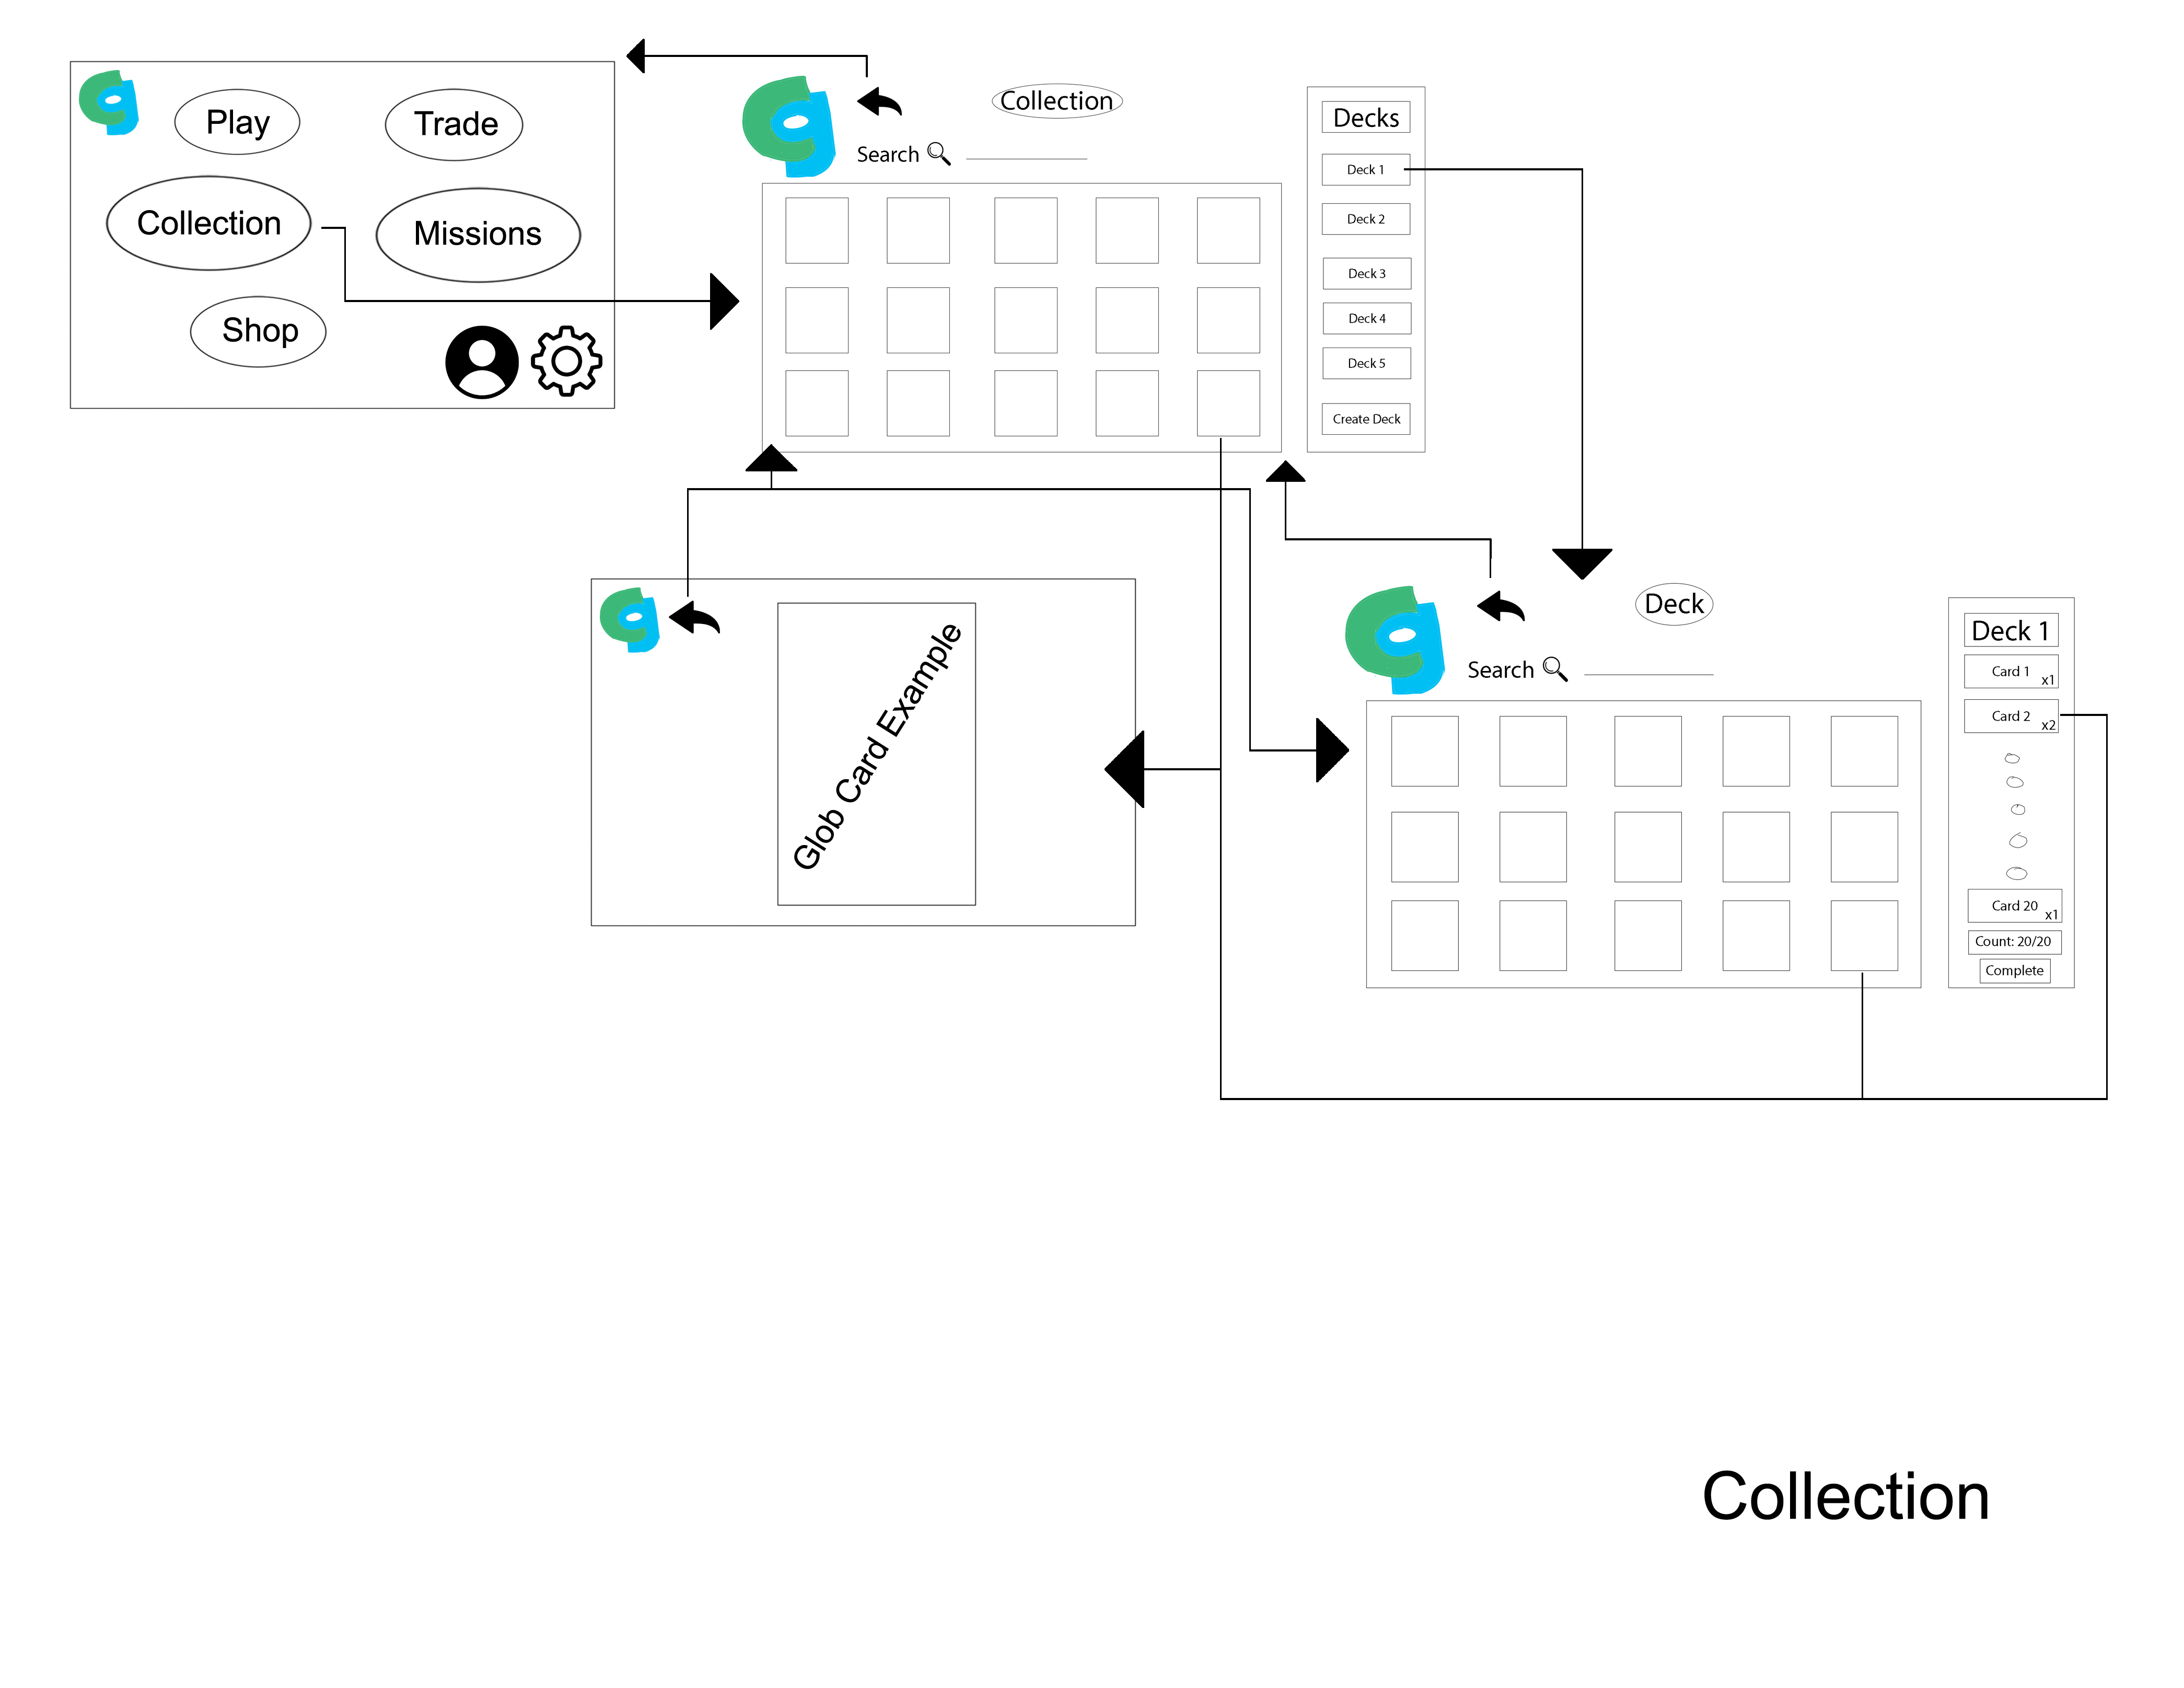 Play
Trade
Collection
Missions
Shop
Collection
Search
Decks
Deck 1
Deck 2
Deck 3
Deck 4
Deck 5
Create Deck
Glob Card Example
Deck
Search
Deck 1
Card 1 x1
Card 2 x2
Card 20 x1
Count: 20/20
Complete
Collection